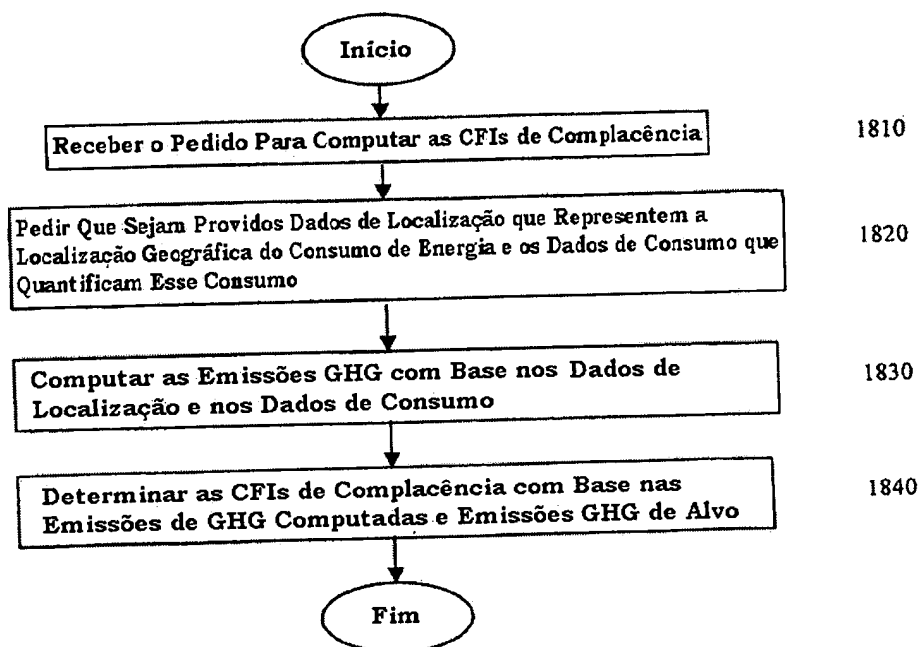 Início
Receber o Pedido Para Computar as CFIs de Complacência
1810
Pedir Que Sejam Providos Dados de Localização que Representem a
Localização Geográfica do Consumo de Energia e os Dados de Consumo que
Quantificam Esse Consumo
1820
Computar as Emissões GHG com Base nos Dados de
Localização e nos Dados de Consumo
1830
Determinar as CFIs de Complacência com Base nas
Emissões de GHG Computadas e Emissões GHG de Alvo
1840
Fim